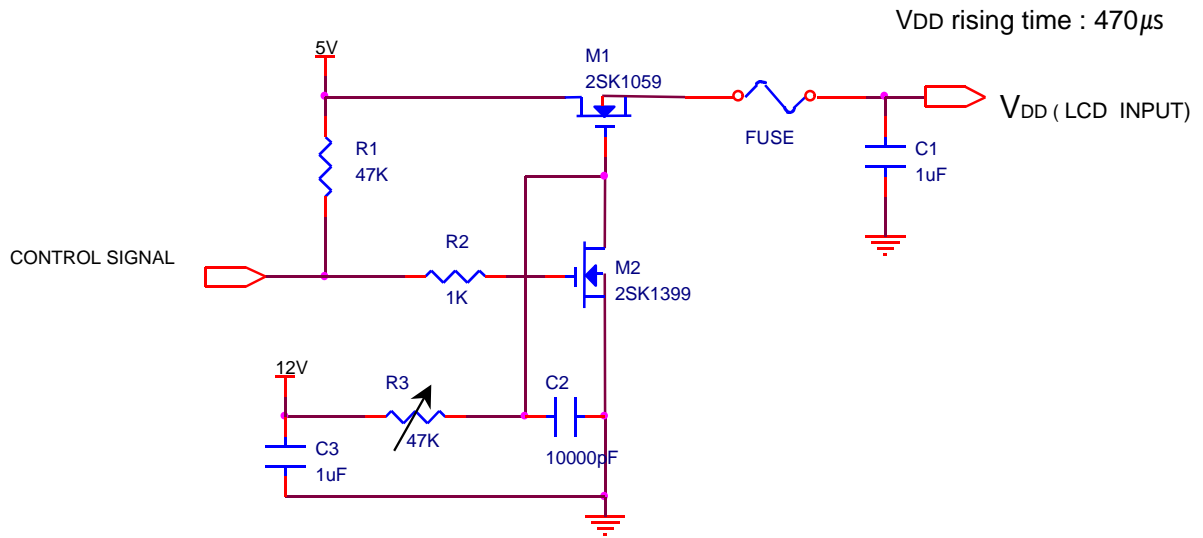 VDD rising time : 470μs
5V
M1
2SK1059
R1
47K
FUSE
C1
1uF
VDD ( LCD INPUT)
CONTROL SIGNAL
R2
1K
M2
2SK1399
12V
R3
47K
C2
10000pF
C3
1uF